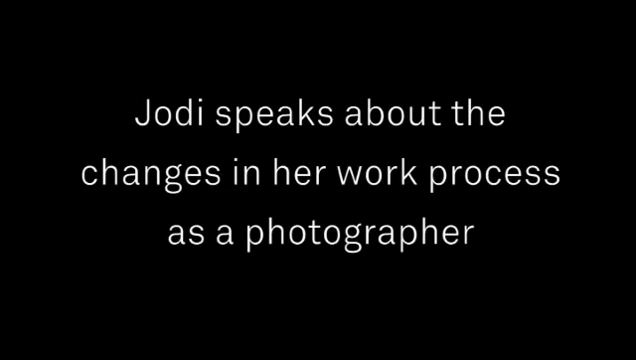 Jodi speaks about the
changes in her work process
as a photographer